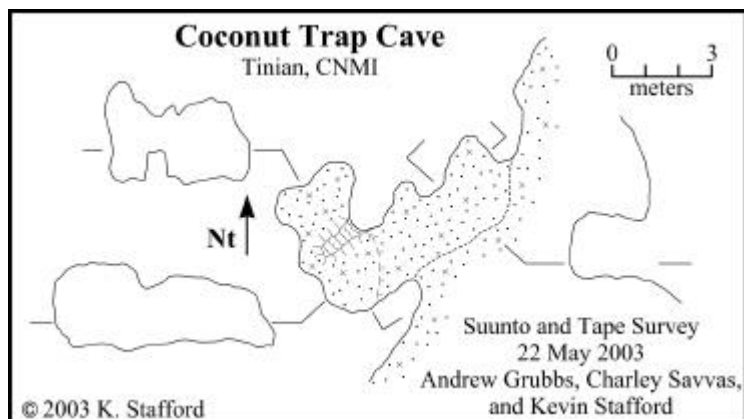 Coconut Trap Cave
Tinian, CNMI
0 3
meters
Nt
Suunto and Tape Survey
22 May 2003
Andrew Grubbs, Charley Savvas,
and Kevin Stafford
© 2003 K. Stafford